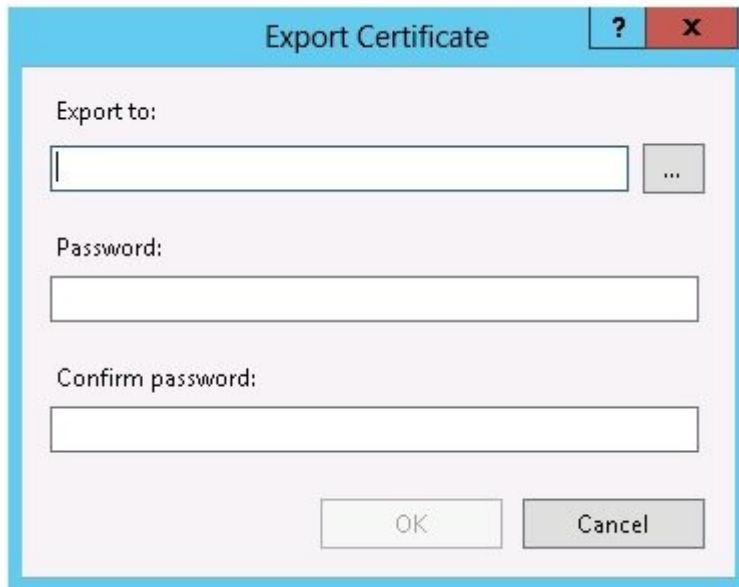 Export Certificate ? x
Export to:
...
Password:
Confirm password:
OK Cancel